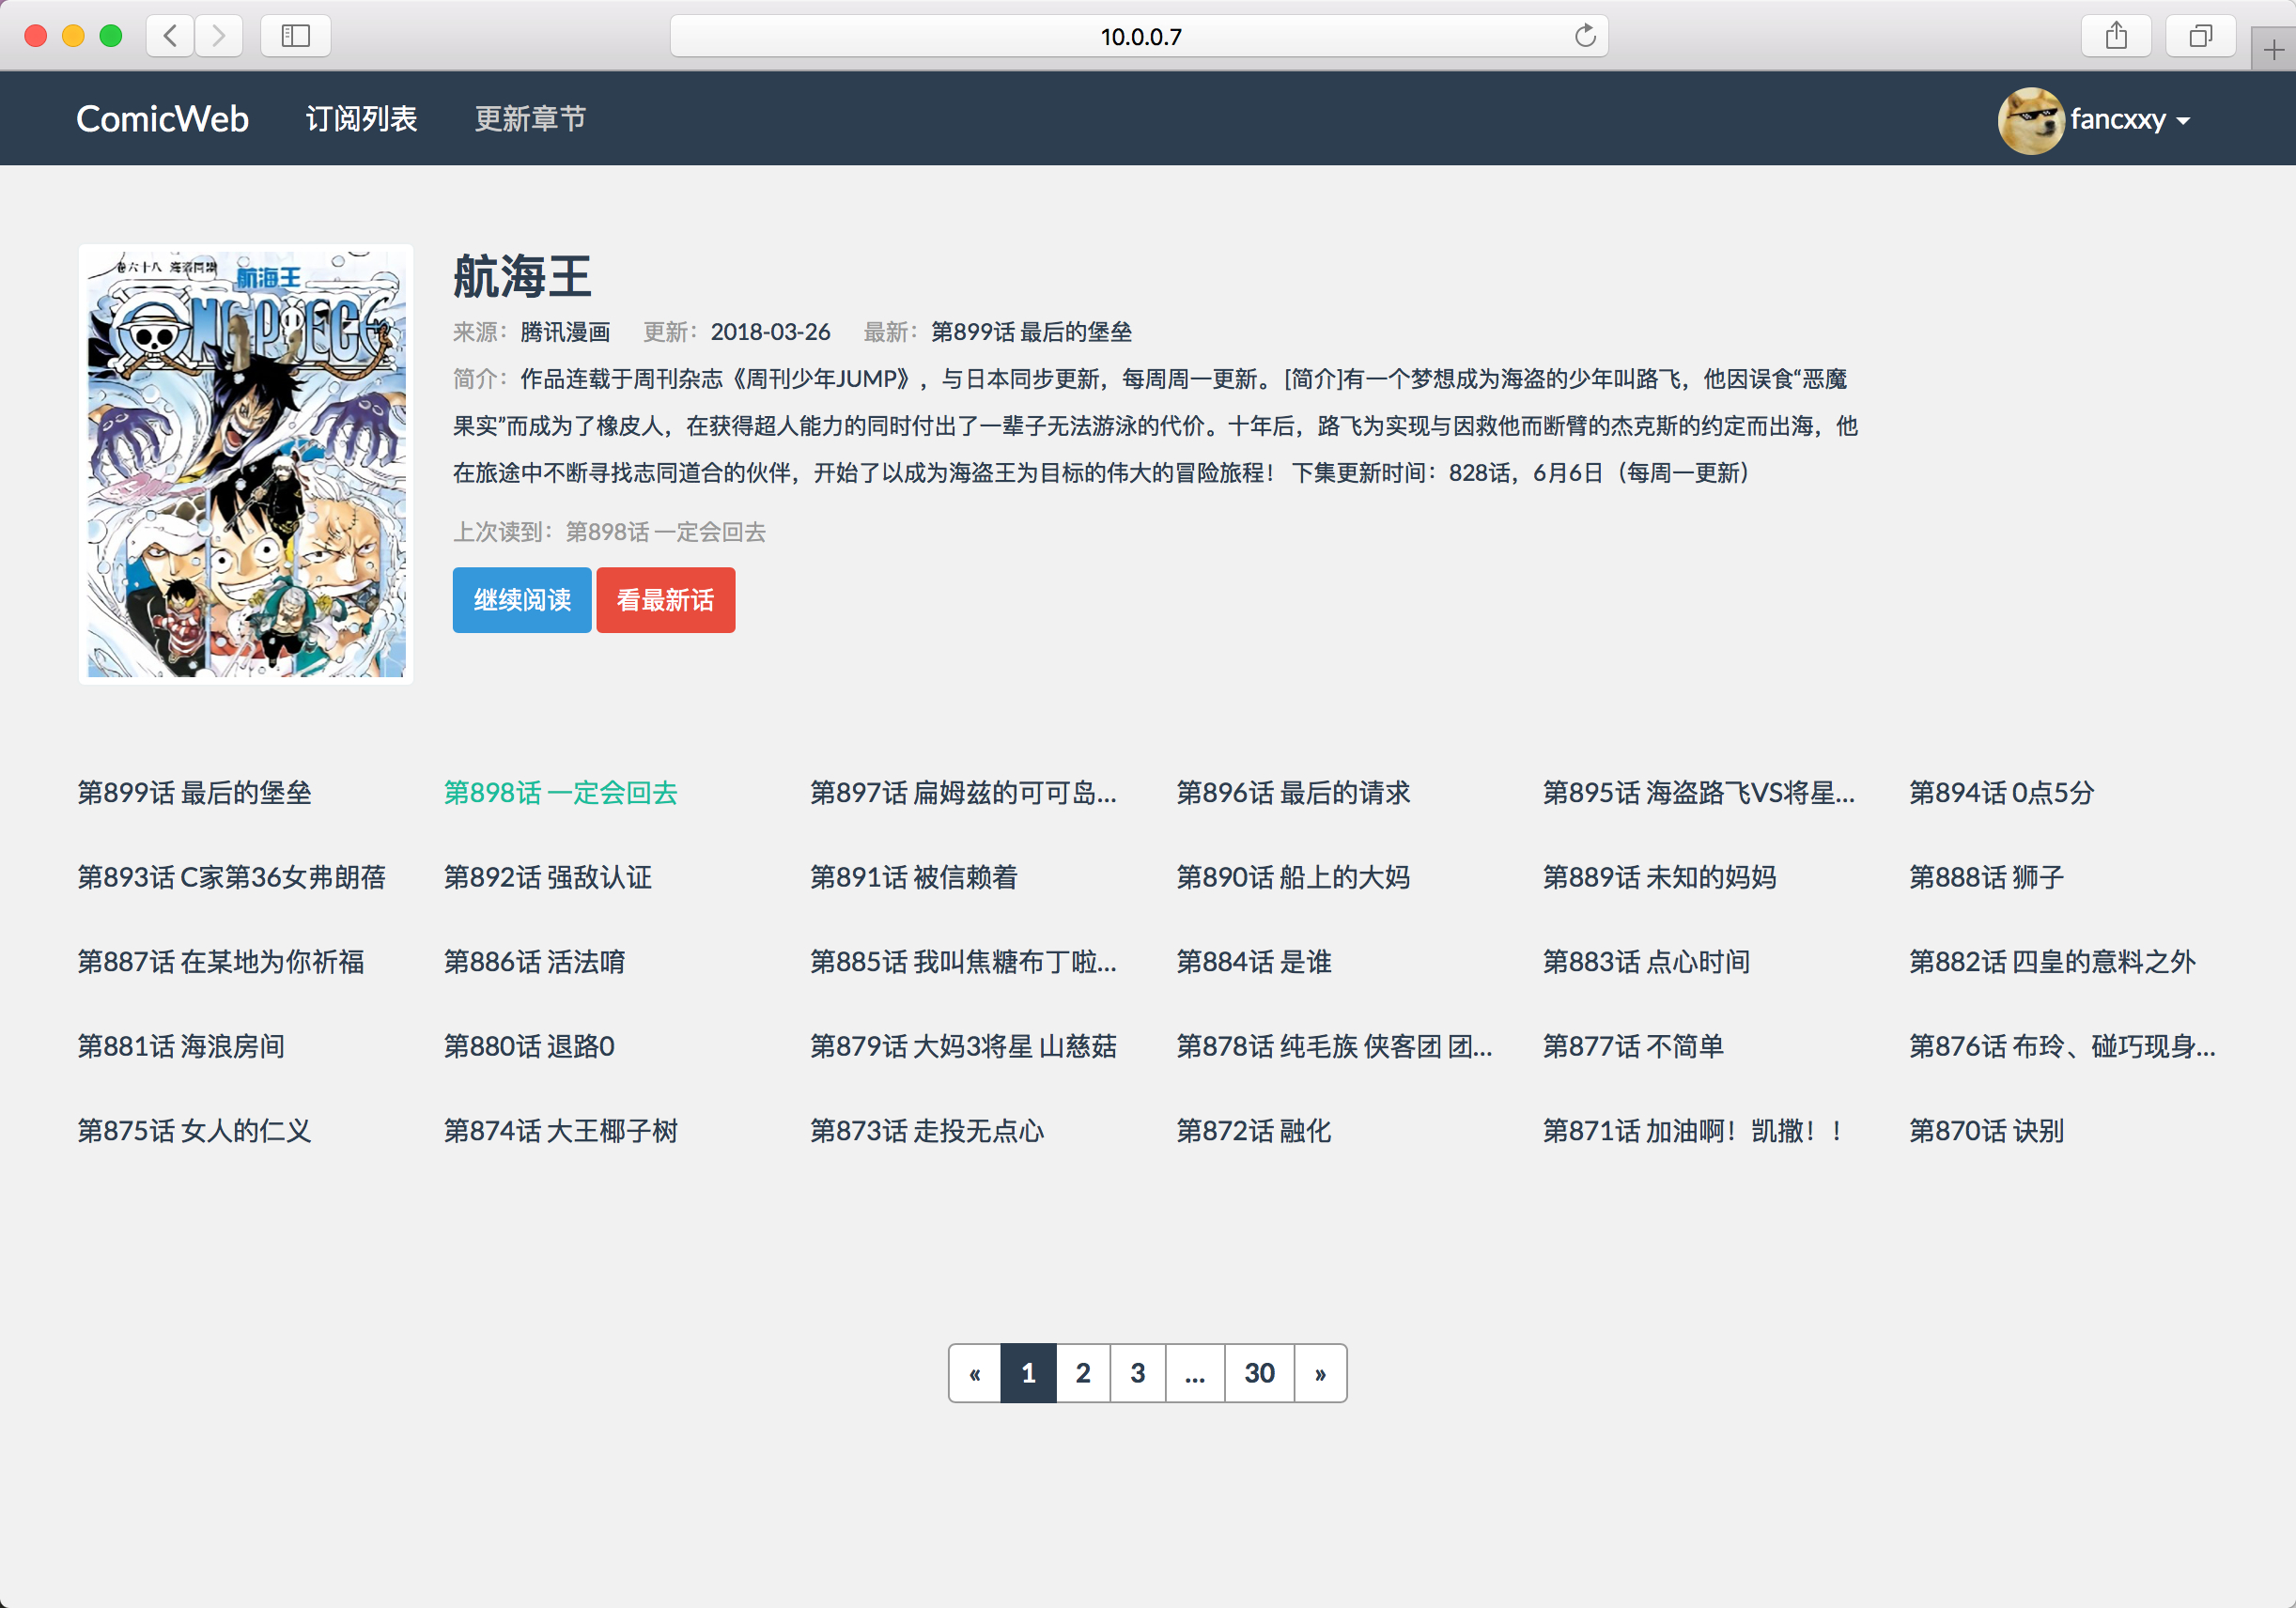 10.0.0.7
ComicWeb 订阅列表 更新章节 fancxxy
卷六十八 海盗同盟
航海王
ONE PIECE
航海王
来源：腾讯漫画 更新：2018-03-26 最新：第899话 最后的堡垒
简介：作品连载于周刊杂志《周刊少年JUMP》，与日本同步更新，每周周一更新。 [简介]有一个梦想成为海盗的少年叫路飞，他因误食“恶魔
果实”而成为了橡皮人，在获得超人能力的同时付出了一辈子无法游泳的代价。十年后，路飞为实现与因救他而断臂的杰克斯的约定而出海，他
在旅途中不断寻找志同道合的伙伴，开始了以成为海盗王为目标的伟大的冒险旅程！ 下集更新时间：828话，6月6日（每周一更新）
上次读到：第898话 一定会回去
继续阅读 看最新话
第899话 最后的堡垒 第898话 一定会回去 第897话 扁姆兹的可可岛... 第896话 最后的请求 第895话 海盗路飞VS将星... 第894话 0点5分
第893话 C家第36女弗朗蓓 第892话 强敌认证 第891话 被信赖着 第890话 船上的大妈 第889话 未知的妈妈 第888话 狮子
第887话 在某地为你祈福 第886话 活法唷 第885话 我叫焦糖布丁啦... 第884话 是谁 第883话 点心时间 第882话 四皇的意料之外
第881话 海浪房间 第880话 退路0 第879话 大妈3将星 山慈菇 第878话 纯毛族 侠客团 团... 第877话 不简单 第876话 布玲、碰巧现身...
第875话 女人的仁义 第874话 大王椰子树 第873话 走投无点心 第872话 融化 第871话 加油啊！凯撒！！ 第870话 诀别
« 1 2 3 ... 30 »